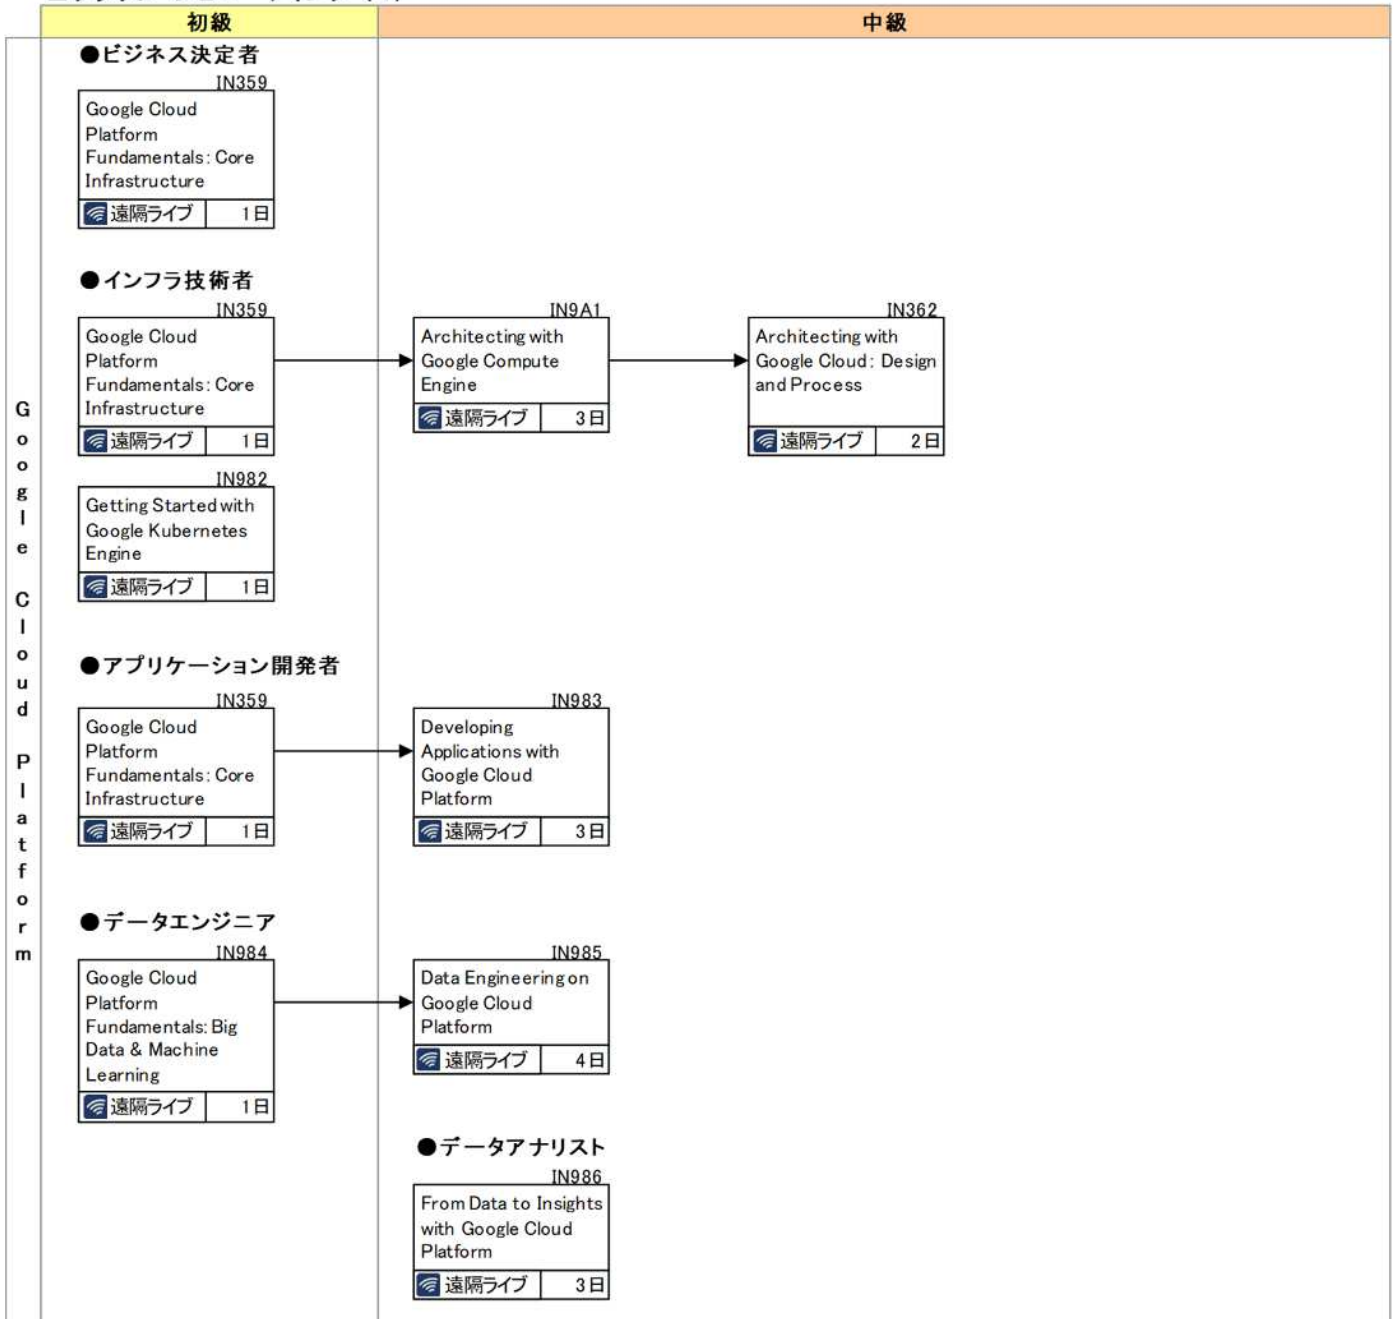 初級
中級
●ビジネス決定者
IN359
Google Cloud
Platform
Fundamentals: Core
Infrastructure
遠隔ライブ 1日
●インフラ技術者
IN359
Google Cloud
Platform
Fundamentals: Core
Infrastructure
遠隔ライブ 1日
IN9A1
Architecting with
Google Compute
Engine
遠隔ライブ 3日
IN362
Architecting with
Google Cloud: Design
and Process
遠隔ライブ 2日
IN982
Getting Started with
Google Kubernetes
Engine
遠隔ライブ 1日
●アプリケーション開発者
IN359
Google Cloud
Platform
Fundamentals: Core
Infrastructure
遠隔ライブ 1日
IN983
Developing
Applications with
Google Cloud
Platform
遠隔ライブ 3日
●データエンジニア
IN984
Google Cloud
Platform
Fundamentals: Big
Data & Machine
Learning
遠隔ライブ 1日
IN985
Data Engineering on
Google Cloud
Platform
遠隔ライブ 4日
●データアナリスト
IN986
From Data to Insights
with Google Cloud
Platform
遠隔ライブ 3日
Google Cloud Platform